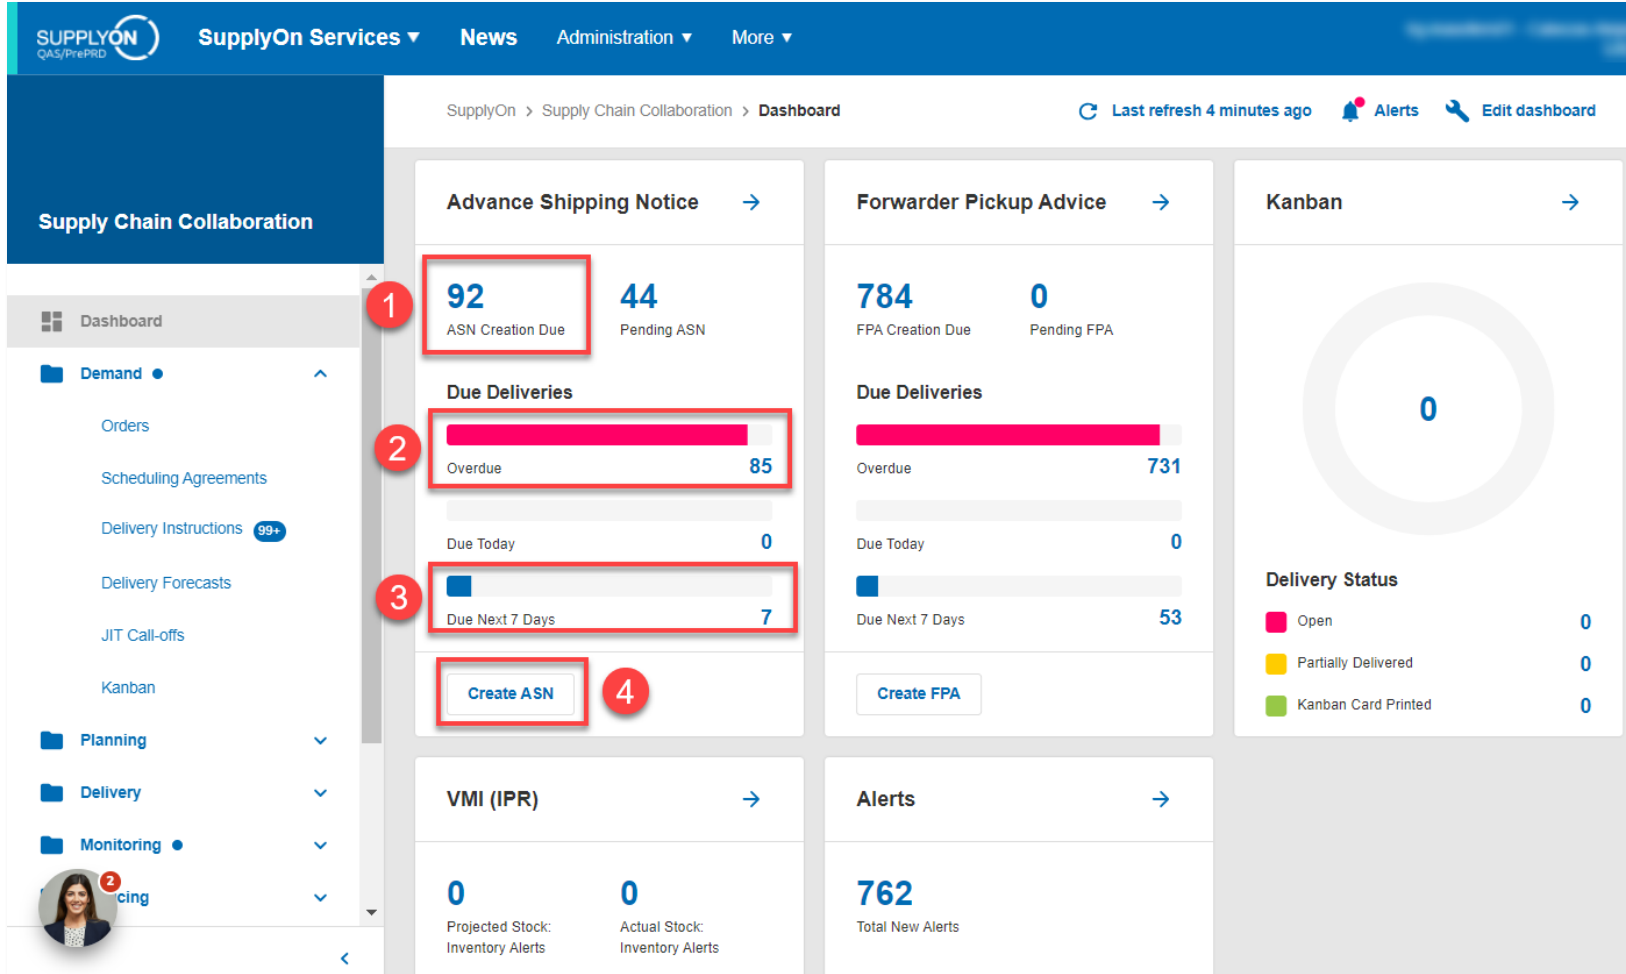 SUPPLYON
QAS/PrePRD
SupplyOn Services ▼ News Administration ▼ More ▼
SupplyOn > Supply Chain Collaboration > Dashboard
Last refresh 4 minutes ago Alerts Edit dashboard
Supply Chain Collaboration
Dashboard
Demand
Orders
Scheduling Agreements
Delivery Instructions 99+
Delivery Forecasts
JIT Call-offs
Kanban
Planning
Delivery
Monitoring
2
cing
Advance Shipping Notice
1
92 44
ASN Creation Due Pending ASN
Due Deliveries
2
Overdue 85
Due Today 0
3
Due Next 7 Days 7
Create ASN 4
Forwarder Pickup Advice
784 0
FPA Creation Due Pending FPA
Due Deliveries
Overdue 731
Due Today 0
Due Next 7 Days 53
Create FPA
Kanban
0
Delivery Status
Open 0
Partially Delivered 0
Kanban Card Printed 0
VMI (IPR)
0 0
Projected Stock: Actual Stock:
Inventory Alerts Inventory Alerts
Alerts
762
Total New Alerts